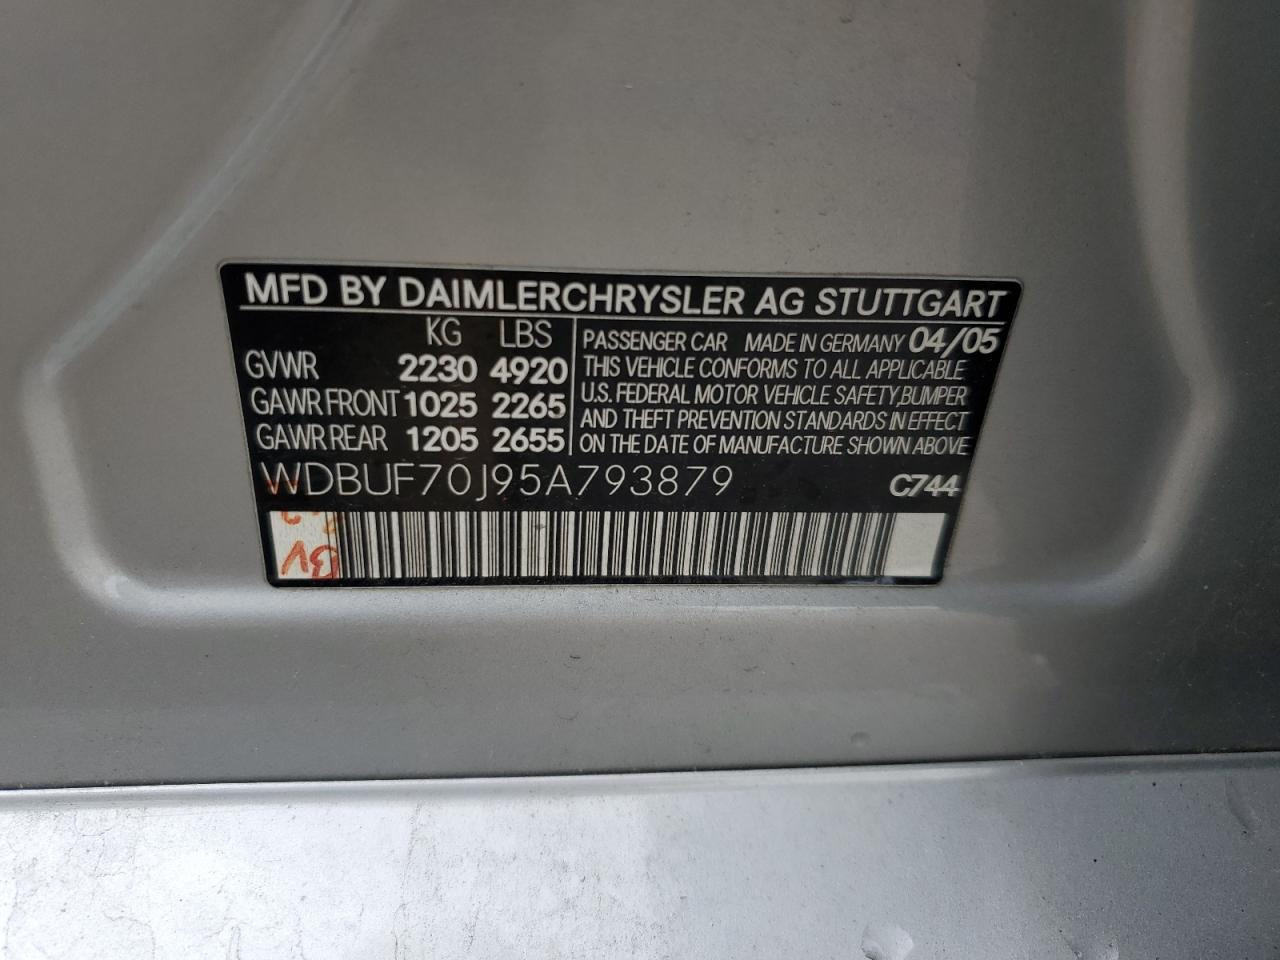 MFD BY DAIMLERCHRYSLER AG STUTTGART
KG LBS
GVWR 2230 4920
GAWR FRONT 1025 2265
GAWR REAR 1205 2655
PASSENGER CAR MADE IN GERMANY 04/05
THIS VEHICLE CONFORMS TO ALL APPLICABLE
U.S. FEDERAL MOTOR VEHICLE SAFETY, BUMPER
AND THEFT PREVENTION STANDARDS IN EFFECT
ON THE DATE OF MANUFACTURE SHOWN ABOVE
WDBUF70J95A793879 C744